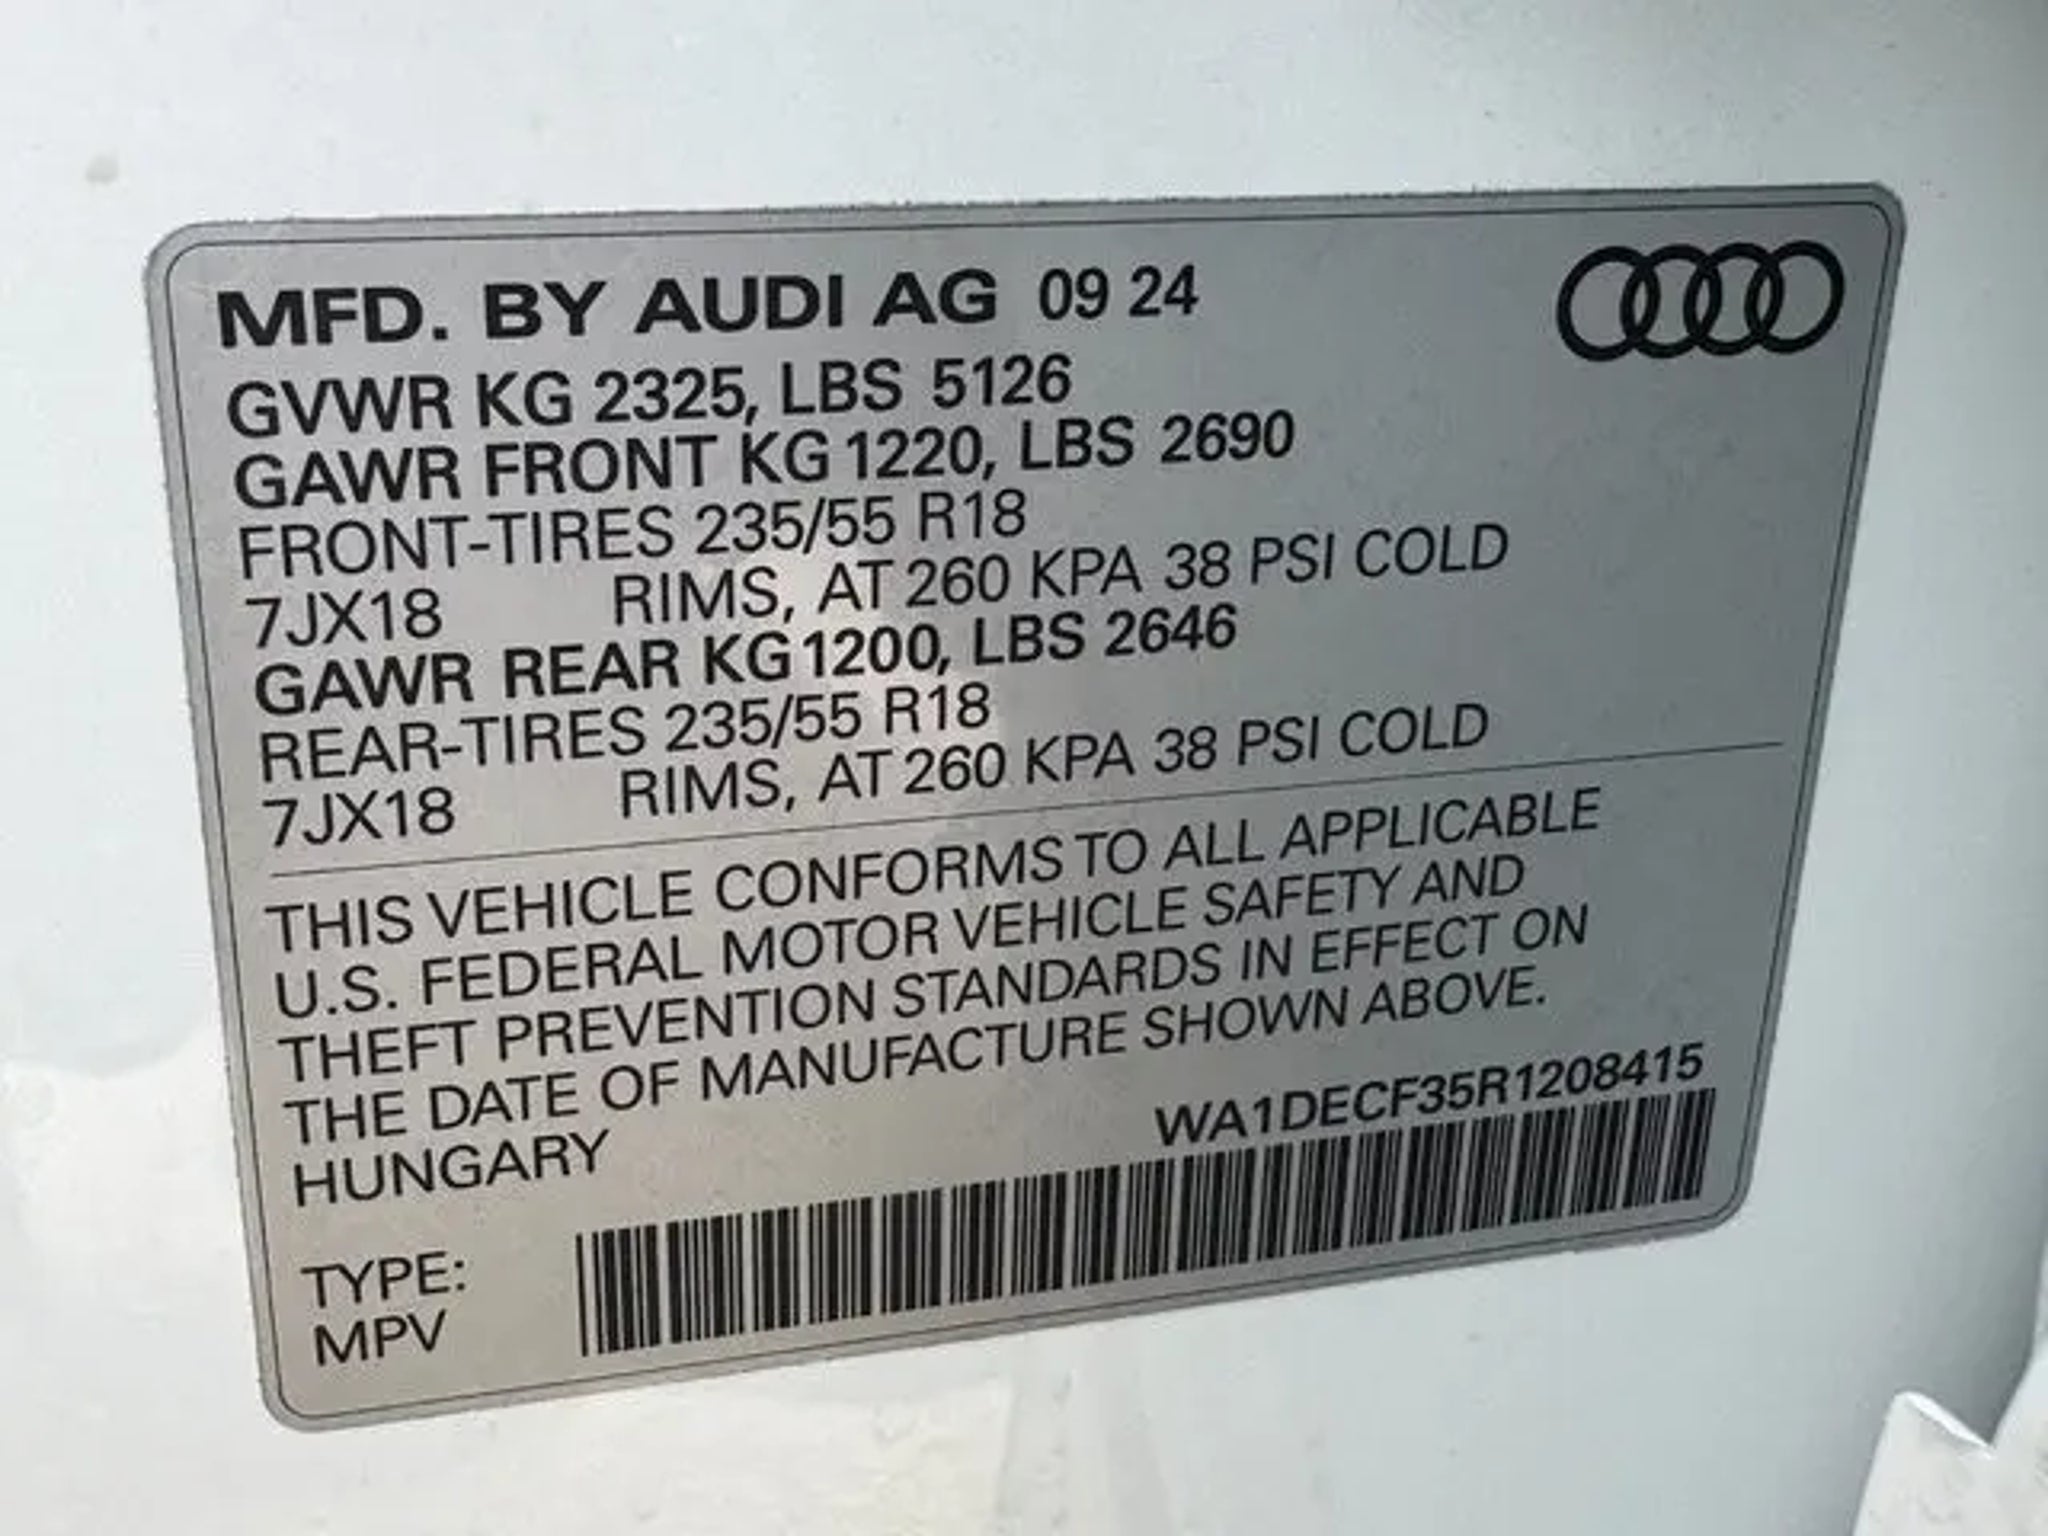 MFD. BY AUDI AG 09 24
GVWR KG 2325, LBS 5126
GAWR FRONT KG 1220, LBS 2690
FRONT-TIRES 235/55 R18
7JX18 RIMS, AT 260 KPA 38 PSI COLD
GAWR REAR KG 1200, LBS 2646
REAR-TIRES 235/55 R18
7JX18 RIMS, AT 260 KPA 38 PSI COLD
THIS VEHICLE CONFORMS TO ALL APPLICABLE
U.S. FEDERAL MOTOR VEHICLE SAFETY AND
THEFT PREVENTION STANDARDS IN EFFECT ON
THE DATE OF MANUFACTURE SHOWN ABOVE.
HUNGARY WA1DECF35R1208415
TYPE:
MPV